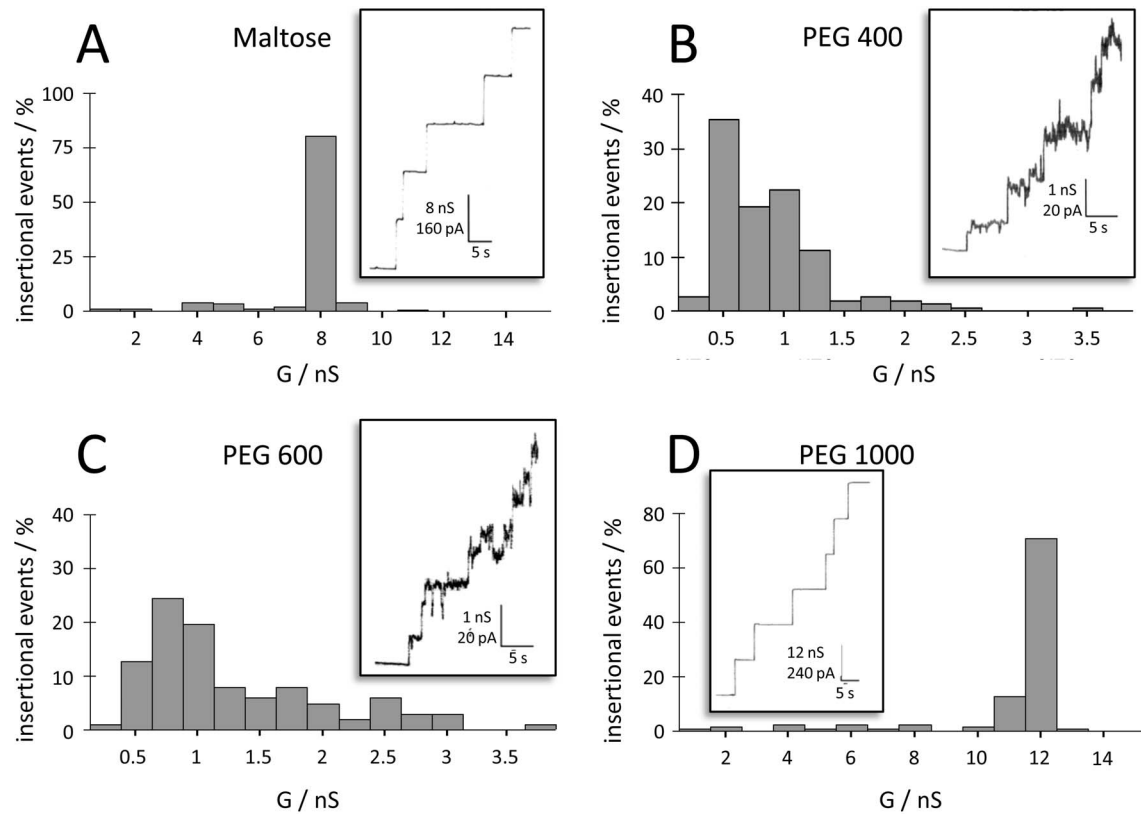 A
Maltose
insertional events / %
100
75
50
25
0
2 4 6 8 10 12 14
G / nS
8 nS
160 pA
5 s
B
PEG 400
insertional events / %
40
30
20
10
0
0.5 1 1.5 2 2.5 3 3.5
G / nS
1 nS
20 pA
5 s
C
PEG 600
insertional events / %
40
30
20
10
0
0.5 1 1.5 2 2.5 3 3.5
G / nS
1 nS
20 pA
5 s
D
PEG 1000
insertional events / %
80
60
40
20
0
2 4 6 8 10 12 14
G / nS
12 nS
240 pA
5 s